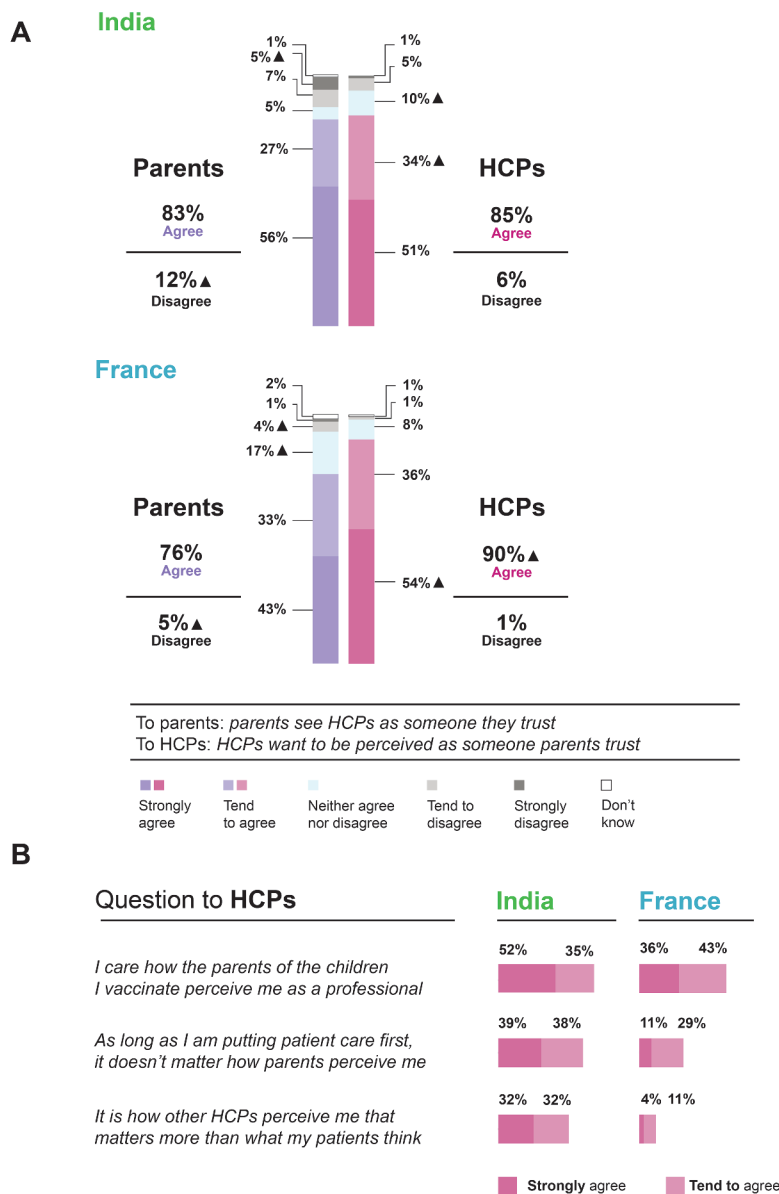 A
India
1%
5% ▲
7%
5%
27%
56%
1%
5%
10% ▲
34% ▲
51%
Parents
83%
Agree
12% ▲
Disagree
HCPs
85%
Agree
6%
Disagree
France
2%
1%
4% ▲
17% ▲
33%
43%
1%
1%
8%
36%
54% ▲
Parents
76%
Agree
5% ▲
Disagree
HCPs
90% ▲
Agree
1%
Disagree
To parents: parents see HCPs as someone they trust
To HCPs: HCPs want to be perceived as someone parents trust
Strongly agree
Tend to agree
Neither agree nor disagree
Tend to disagree
Strongly disagree
Don't know
B
Question to HCPs
India
France
I care how the parents of the children
I vaccinate perceive me as a professional
52% 35%
36% 43%
As long as I am putting patient care first,
it doesn't matter how parents perceive me
39% 38%
11% 29%
It is how other HCPs perceive me that
matters more than what my patients think
32% 32%
4% 11%
Strongly agree
Tend to agree